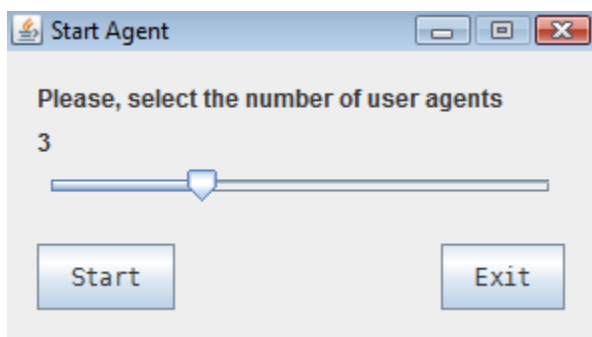 Start Agent
Please, select the number of user agents
3
Start
Exit